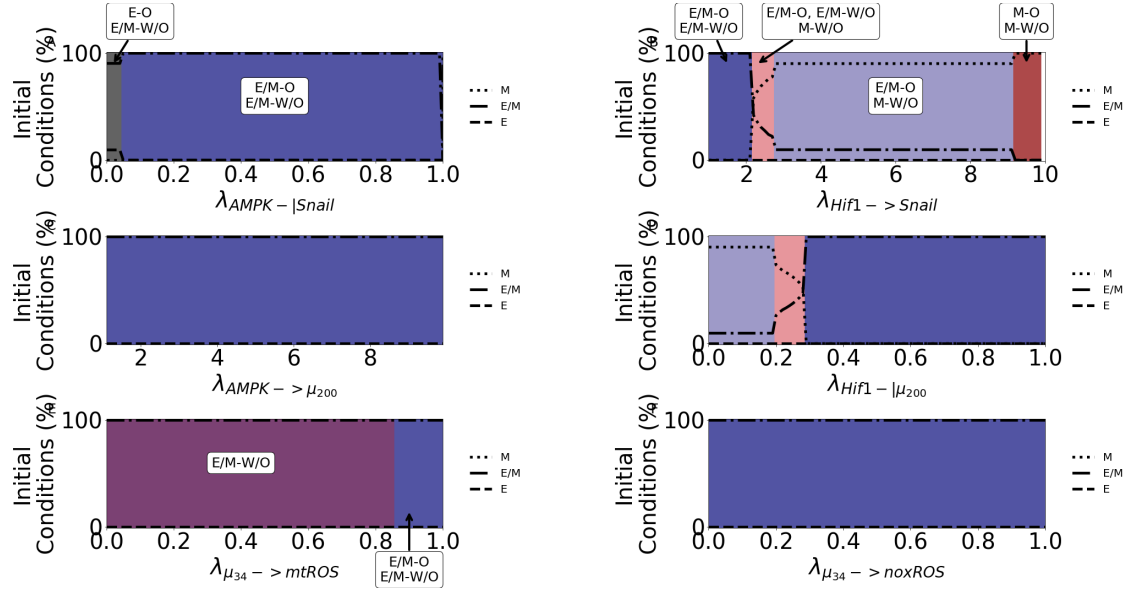 E-O
E/M-W/O
Initial
Conditions (%)
100
0
E/M-O
E/M-W/O
M
E/M
E
0.0 0.2 0.4 0.6 0.8 1.0
λAMPK-|Snail
E/M-O
E/M-W/O
E/M-O, E/M-W/O
M-W/O
M-O
M-W/O
Initial
Conditions (%)
100
0
E/M-O
M-W/O
M
E/M
E
2 4 6 8 10
λHif1->Snail
Initial
Conditions (%)
100
0
M
E/M
E
2 4 6 8
λAMPK->μ200
Initial
Conditions (%)
100
0
M
E/M
E
0.0 0.2 0.4 0.6 0.8 1.0
λHif1-|μ200
Initial
Conditions (%)
100
0
E/M-W/O
M
E/M
E
0.0 0.2 0.4 0.6 0.8 1.0
λμ34->mtROS
E/M-O
E/M-W/O
Initial
Conditions (%)
100
0
M
E/M
E
0.0 0.2 0.4 0.6 0.8 1.0
λμ34->noxROS